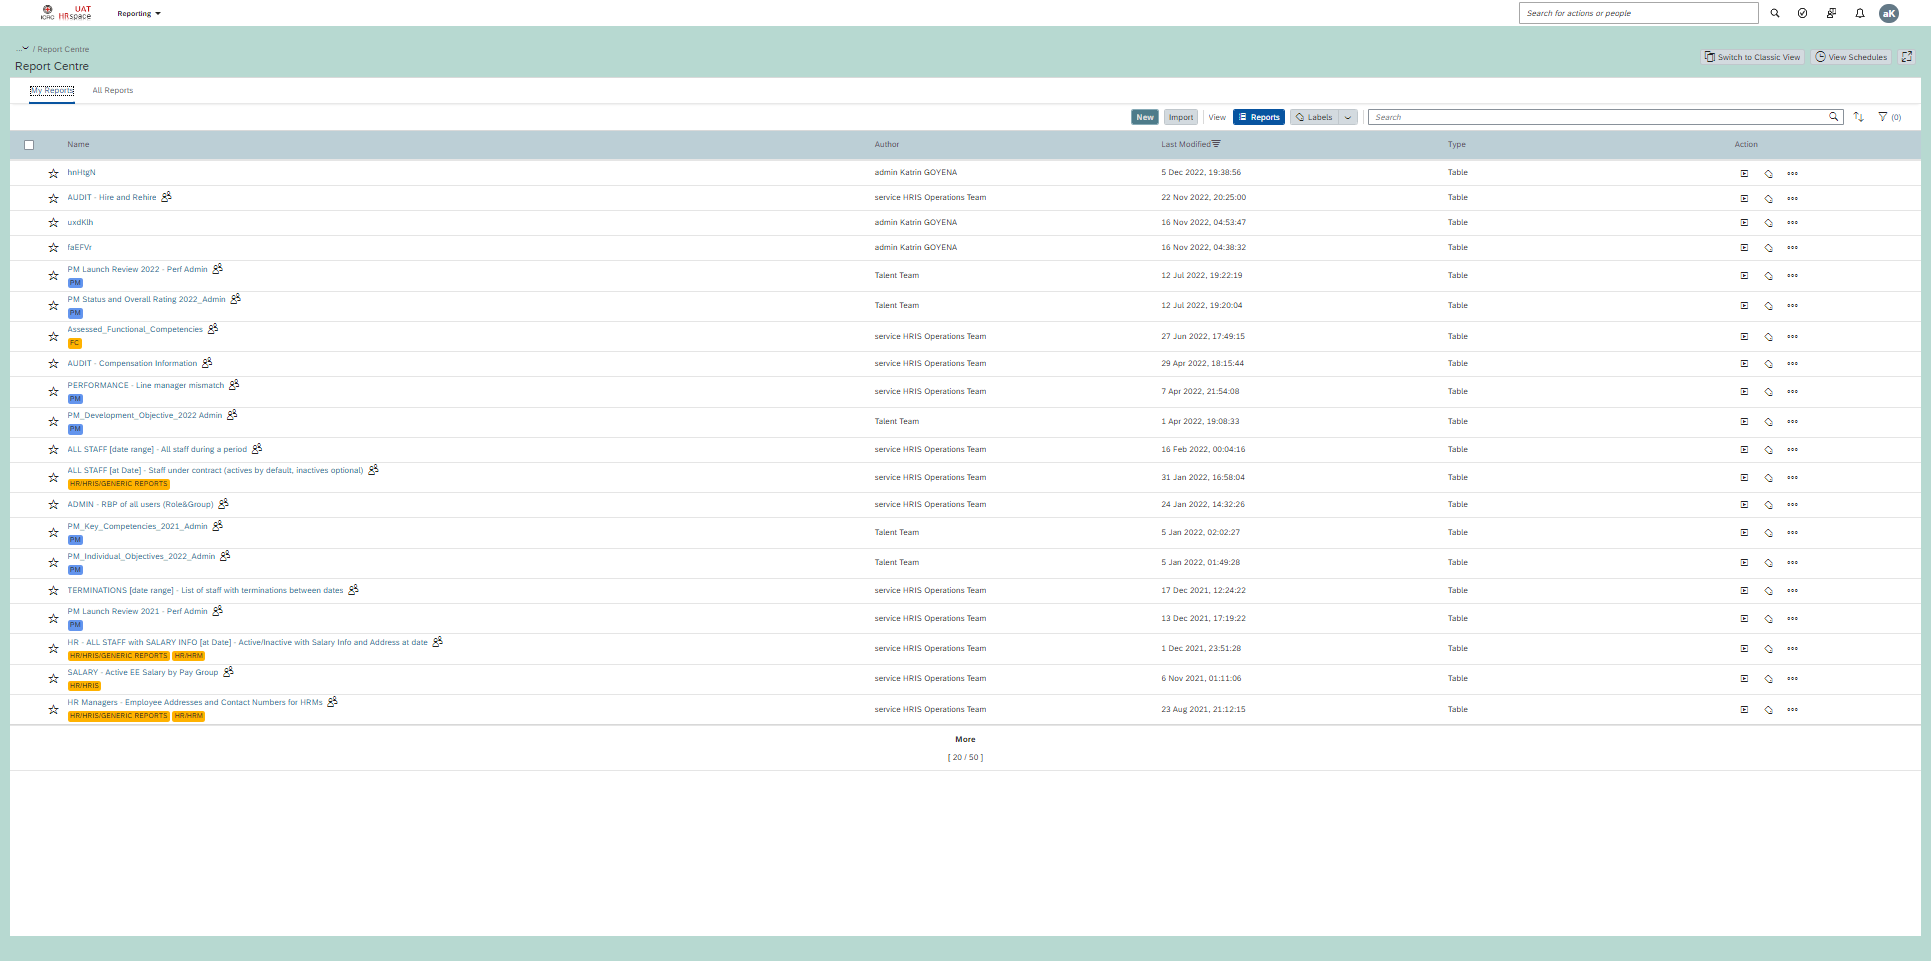 ICRC UAT HRspace Reporting Search for actions or people aK
... / Report Centre
Report Centre
Switch to Classic View View Schedules
My Reports All Reports
New Import View Reports Labels Search (0)
Name Author Last Modified Type Action
hnHtgN admin Katrin GOYENA 5 Dec 2022, 19:38:56 Table
AUDIT - Hire and Rehire service HRIS Operations Team 22 Nov 2022, 20:25:00 Table
uxdKlh admin Katrin GOYENA 16 Nov 2022, 04:53:47 Table
faEFVr admin Katrin GOYENA 16 Nov 2022, 04:38:32 Table
PM Launch Review 2022 - Perf Admin
PM Talent Team 12 Jul 2022, 19:22:19 Table
PM Status and Overall Rating 2022_Admin
PM Talent Team 12 Jul 2022, 19:20:04 Table
Assessed_Functional_Competencies
FC service HRIS Operations Team 27 Jun 2022, 17:49:15 Table
AUDIT - Compensation Information service HRIS Operations Team 29 Apr 2022, 18:15:44 Table
PERFORMANCE - Line manager mismatch
PM service HRIS Operations Team 7 Apr 2022, 21:54:08 Table
PM_Development_Objective_2022 Admin
PM Talent Team 1 Apr 2022, 19:08:33 Table
ALL STAFF [date range] - All staff during a period service HRIS Operations Team 16 Feb 2022, 00:04:16 Table
ALL STAFF [at Date] - Staff under contract (actives by default, inactives optional)
HR/HRIS/GENERIC REPORTS service HRIS Operations Team 31 Jan 2022, 16:58:04 Table
ADMIN - RBP of all users (Role&Group) service HRIS Operations Team 24 Jan 2022, 14:32:26 Table
PM_Key_Competencies_2021_Admin
PM Talent Team 5 Jan 2022, 02:02:27 Table
PM_Individual_Objectives_2022_Admin
PM Talent Team 5 Jan 2022, 01:49:28 Table
TERMINATIONS [date range] - List of staff with terminations between dates service HRIS Operations Team 17 Dec 2021, 12:24:22 Table
PM Launch Review 2021 - Perf Admin
PM service HRIS Operations Team 13 Dec 2021, 17:19:22 Table
HR - ALL STAFF with SALARY INFO [at Date] - Active/Inactive with Salary Info and Address at date
HR/HRIS/GENERIC REPORTS HR/HRM service HRIS Operations Team 1 Dec 2021, 23:51:28 Table
SALARY - Active EE Salary by Pay Group
HR/HRIS service HRIS Operations Team 6 Nov 2021, 01:11:06 Table
HR Managers - Employee Addresses and Contact Numbers for HRMs
HR/HRIS/GENERIC REPORTS HR/HRM service HRIS Operations Team 23 Aug 2021, 21:12:15 Table
More
[ 20 / 50 ]